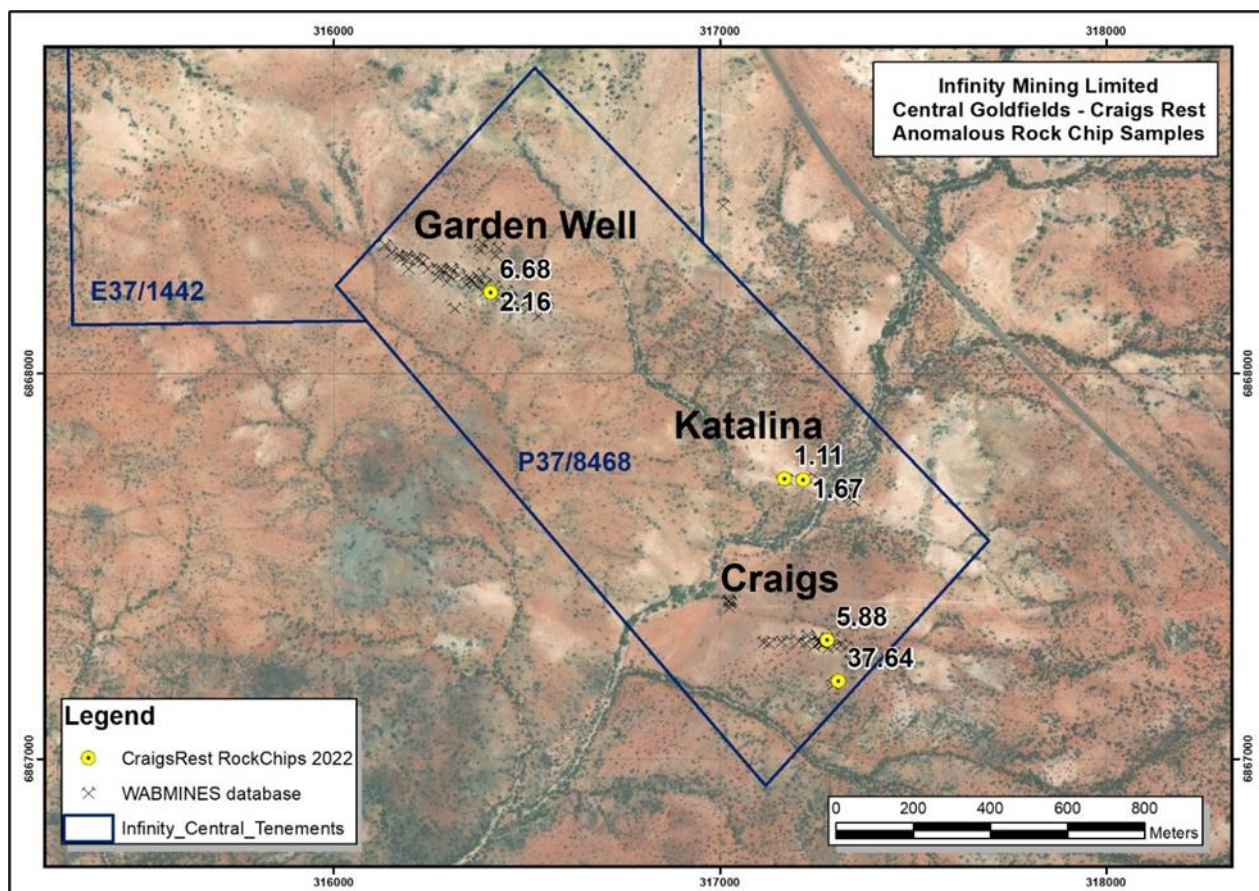 316000
317000
318000
Infinity Mining Limited
Central Goldfields - Craigs Rest
Anomalous Rock Chip Samples
Garden Well
6.68
2.16
E37/1442
6868000
6868000
Katalina
1.11
1.67
P37/8468
Craigs
5.88
37.64
Legend
CraigsRest RockChips 2022
WABMINES database
Infinity_Central_Tenements
6867000
6867000
0 200 400 600 800
Meters
316000
317000
318000